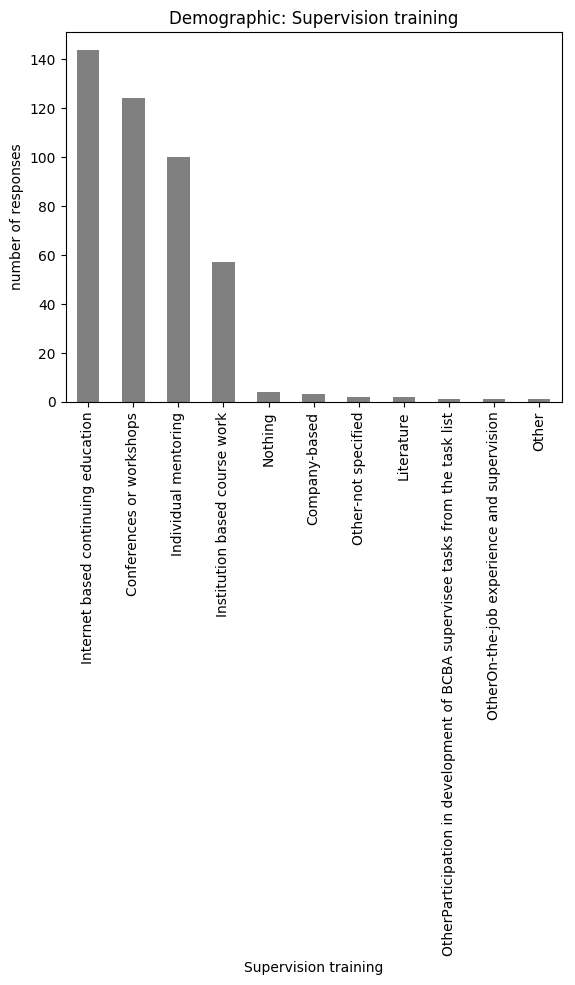 Demographic: Supervision training
number of responses
140
120
100
80
60
40
20
0
Internet based continuing education
Conferences or workshops
Individual mentoring
Institution based course work
Nothing
Company-based
Other-not specified
Literature
OtherParticipation in development of BCBA supervisee tasks from the task list
OtherOn-the-job experience and supervision
Other
Supervision training